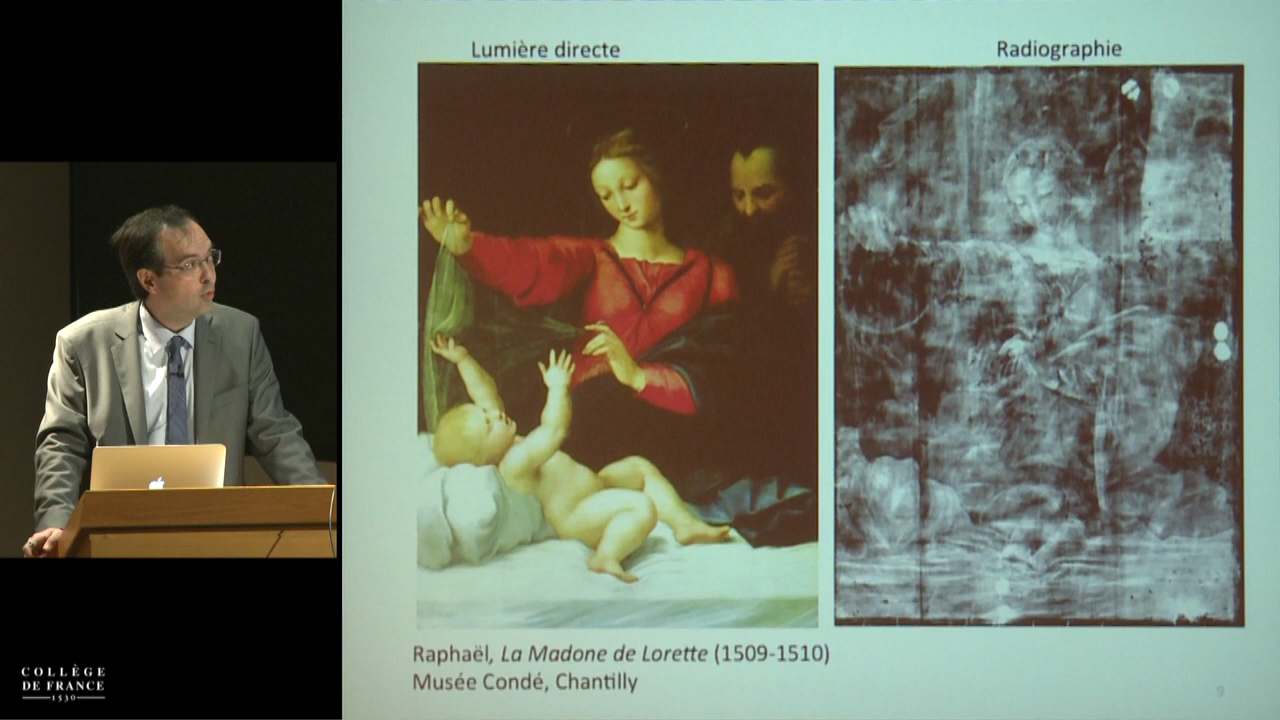 Lumière directe
Radiographie
Raphaël, La Madone de Lorette (1509-1510)
Musée Condé, Chantilly
9
COLLÈGE
DE FRANCE
1530